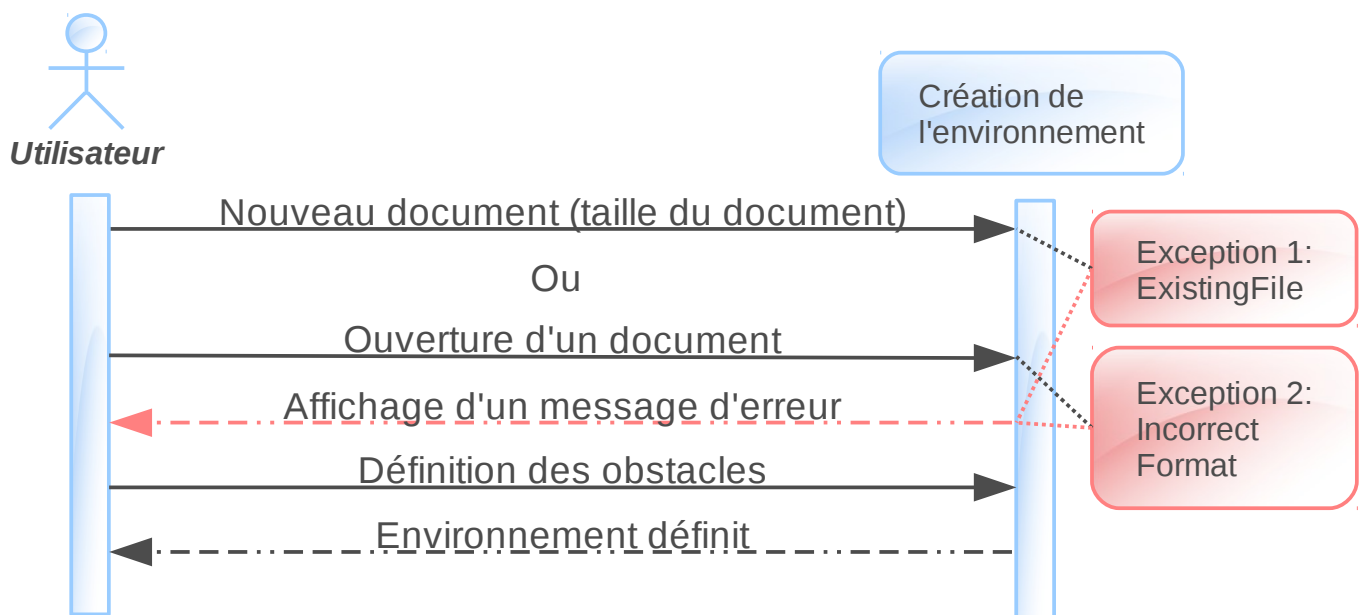 Utilisateur
Création de
l'environnement
Nouveau document (taille du document)
Ou
Exception 1:
ExistingFile
Ouverture d'un document
Affichage d'un message d'erreur
Exception 2:
Incorrect
Format
Définition des obstacles
Environnement définit